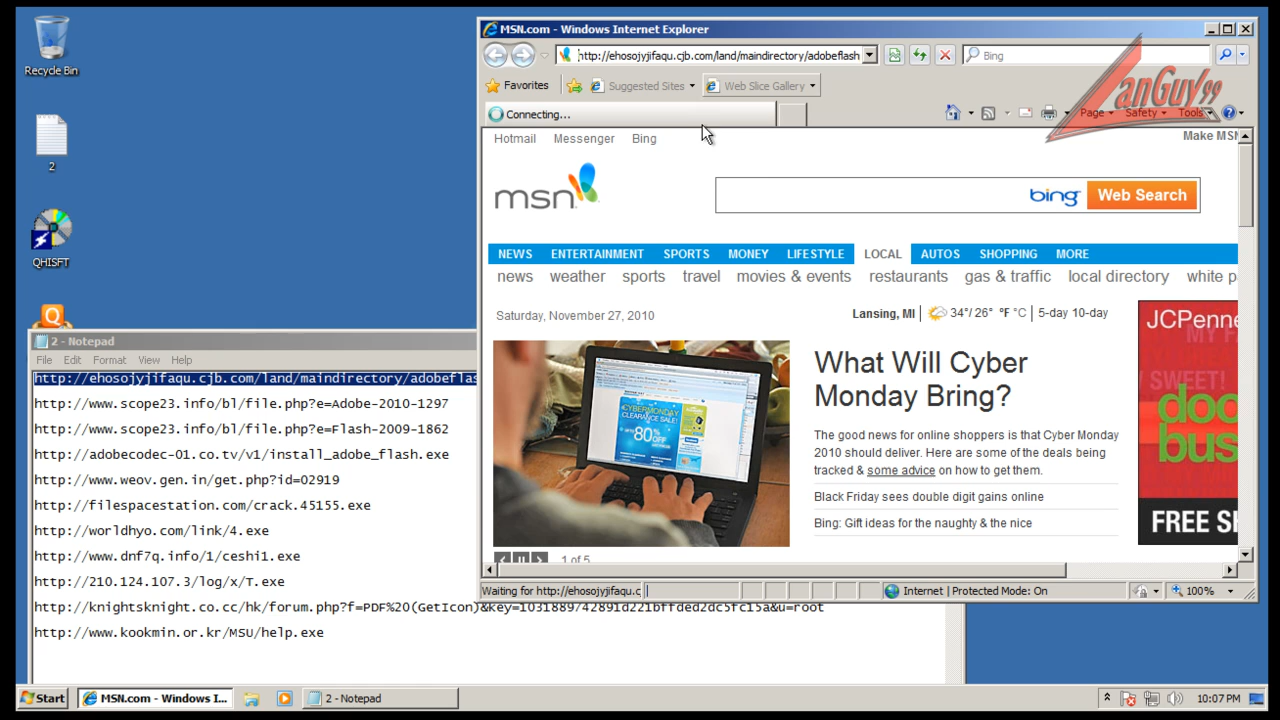 Recycle Bin
2
QHISFT
MSN.com - Windows Internet Explorer
http://ehosojyjifaqu.cjb.com/land/maindirectory/adobeflash
Bing
Favorites
Suggested Sites
Web Slice Gallery
LanGuy99
Connecting...
Page
Safety
Tools
Hotmail
Messenger
Bing
Make MSN
msn
bing
Web Search
NEWS
ENTERTAINMENT
SPORTS
MONEY
LIFESTYLE
LOCAL
AUTOS
SHOPPING
MORE
news
weather
sports
travel
movies & events
restaurants
gas & traffic
local directory
white p
Saturday, November 27, 2010
Lansing, MI
34°/ 26° °F °C
5-day 10-day
CYBERMONDAY
CLEARANCE SALE!
80%
OFF
What Will Cyber
Monday Bring?
The good news for online shoppers is that Cyber Monday
2010 should deliver. Here are some of the deals being
tracked & some advice on how to get them.
Black Friday sees double digit gains online
Bing: Gift ideas for the naughty & the nice
1 of 5
JCPenne
MY F
SWEET!
doo
bus
FREE S
Waiting for http://ehosojyjifaqu.c
Internet | Protected Mode: On
100%
2 - Notepad
File
Edit
Format
View
Help
http://ehosojyjifaqu.cjb.com/land/maindirectory/adobeflas
http://www.scope23.info/bl/file.php?e=Adobe-2010-1297
http://www.scope23.info/bl/file.php?e=Flash-2009-1862
http://adobecodec-01.co.tv/v1/install_adobe_flash.exe
http://www.weov.gen.in/get.php?id=02919
http://filespacestation.com/crack.45155.exe
http://worldhyo.com/link/4.exe
http://www.dnf7q.info/1/ceshi1.exe
http://210.124.107.3/log/x/T.exe
http://knightsknight.co.cc/hk/forum.php?f=PDF%20(GetIcon)&key=1031889742891d221bffded2dc5fc15a&u=root
http://www.kookmin.or.kr/MSU/help.exe
Start
MSN.com - Windows I...
2 - Notepad
10:07 PM